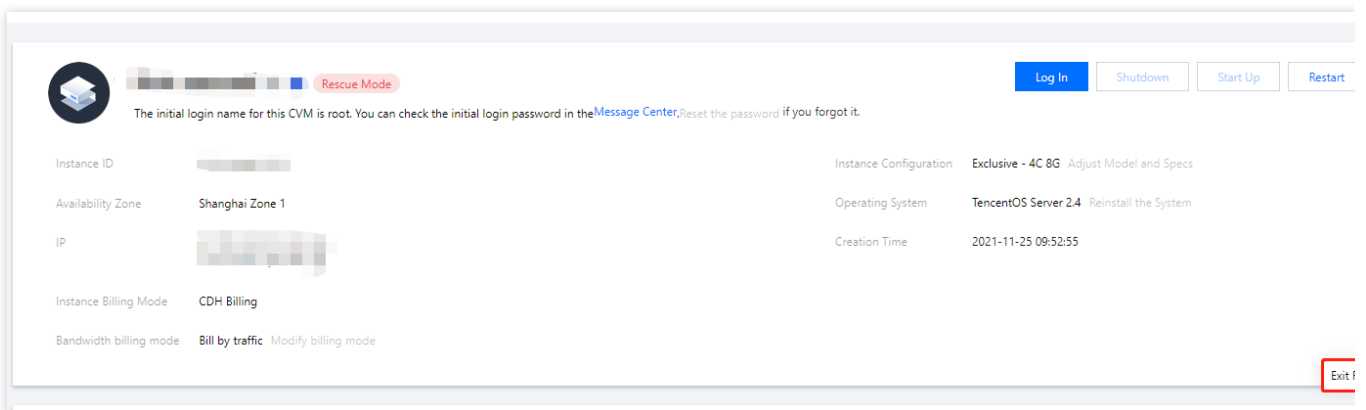 Rescue Mode
Log In Shutdown Start Up Restart
The initial login name for this CVM is root. You can check the initial login password in the Message Center. Reset the password if you forgot it.
Instance ID
Instance Configuration Exclusive - 4C 8G Adjust Model and Specs
Availability Zone Shanghai Zone 1
Operating System TencentOS Server 2.4 Reinstall the System
IP
Creation Time 2021-11-25 09:52:55
Instance Billing Mode CDH Billing
Bandwidth billing mode Bill by traffic Modify billing mode
Exit